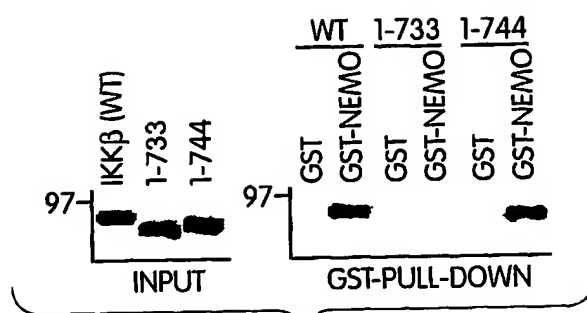 WT 1-733 1-744
IKKβ (WT)
1-733
1-744
GST
GST-NEMO
GST
GST-NEMO
GST
GST-NEMO
97
97
INPUT
GST-PULL-DOWN